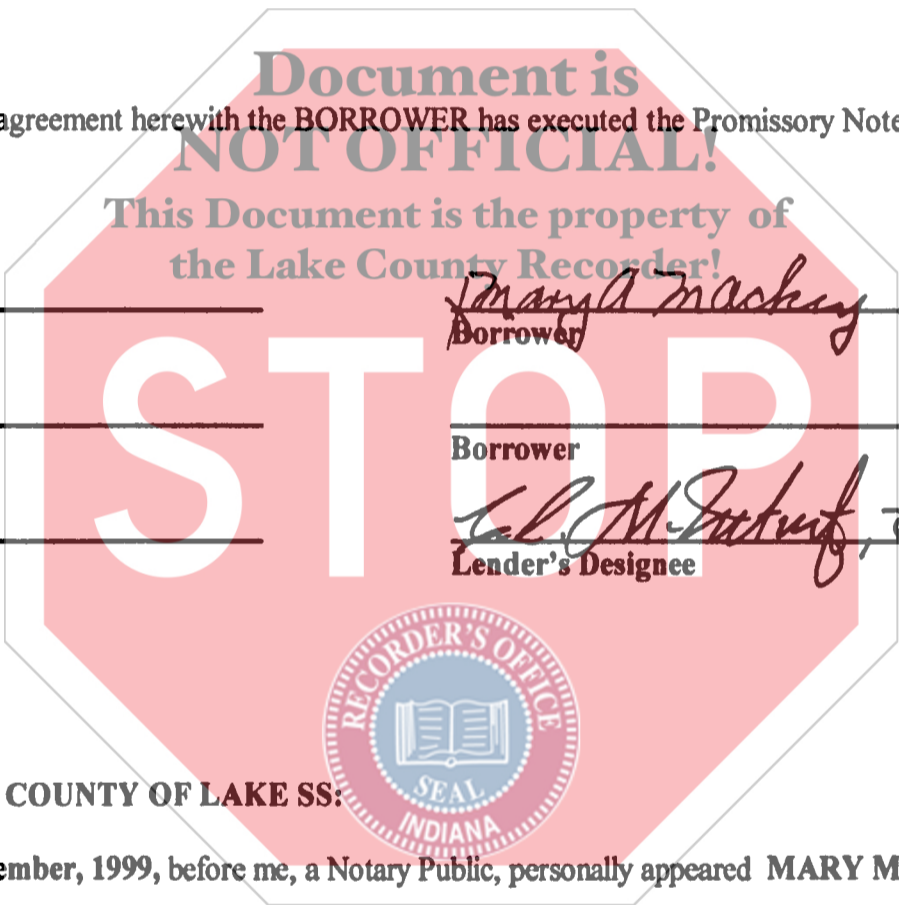 Document is
agreement herewith the BORROWER has executed the Promissory Note
NOT OFFICIAL!
This Document is the property of
the Lake County Recorder!
Mary A Mackey
Borrower
STOP
Borrower
Lender's Designee
RECORDER'S OFFICE
SEAL
INDIANA
COUNTY OF LAKE SS:
ember, 1999, before me, a Notary Public, personally appeared MARY M